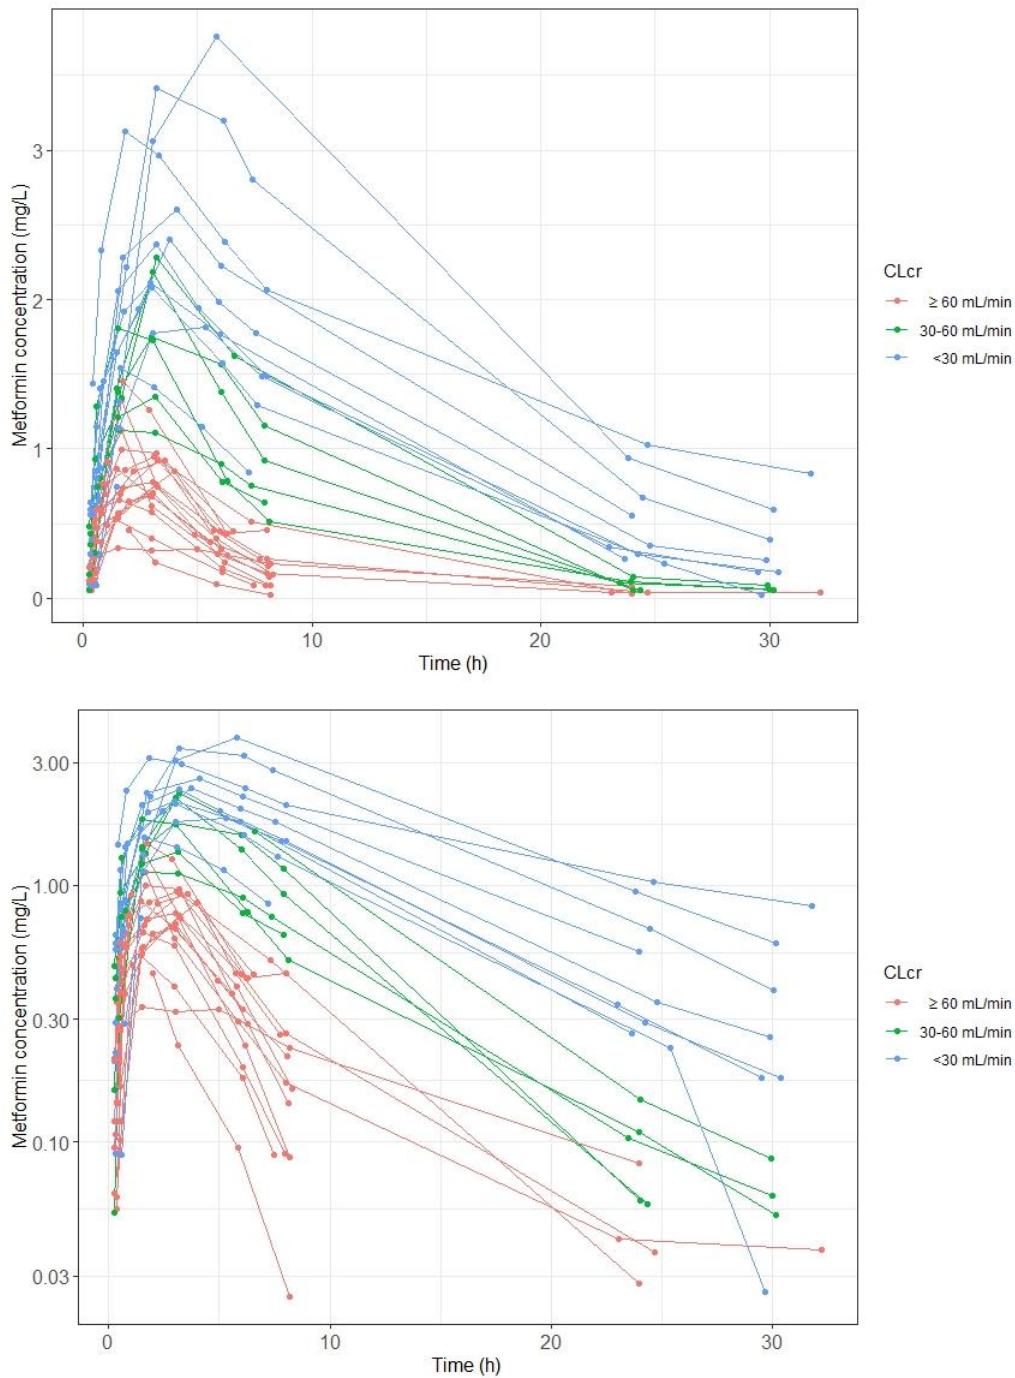 3
2
1
0
Metformin concentration (mg/L)
0 10 20 30
Time (h)
CLcr
≥ 60 mL/min
30-60 mL/min
<30 mL/min
3.00
1.00
0.30
0.10
0.03
Metformin concentration (mg/L)
0 10 20 30
Time (h)
CLcr
≥ 60 mL/min
30-60 mL/min
<30 mL/min